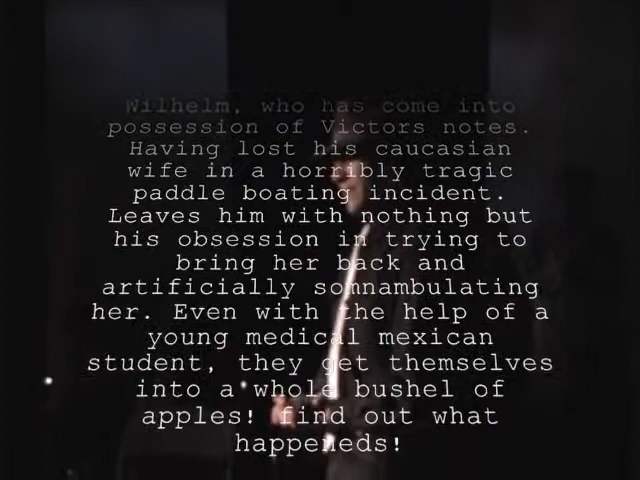 Wilhelm, who has come into
possession of Victors notes.
Having lost his caucasian
wife in a horribly tragic
paddle boating incident.
Leaves him with nothing but
his obsession in trying to
bring her back and
artificially somnambulating
her. Even with the help of a
young medical mexican
student, they get themselves
into a whole bushel of
apples! find out what
happeneds!